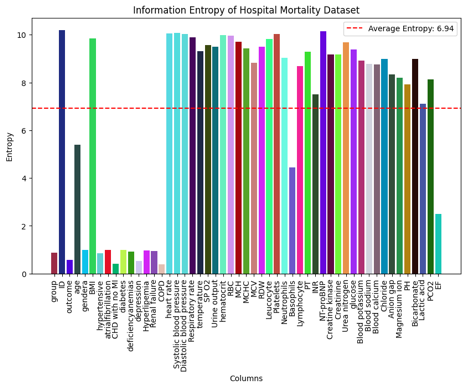 Information Entropy of Hospital Mortality Dataset
Average Entropy: 6.94
Entropy
10
8
6
4
2
0
group
ID
outcome
age
gendera
BMI
hypertensive
atrialfibrillation
CHD with no MI
diabetes
deficiencyanemias
depression
Hyperlipemia
Renal failure
COPD
heart rate
Systolic blood pressure
Diastolic blood pressure
Respiratory rate
temperature
SP O2
Urine output
hematocrit
RBC
MCH
MCHC
MCV
RDW
Leucocyte
Platelets
Neutrophils
Basophils
Lymphocyte
PT
INR
NT-proBNP
Creatine kinase
Creatinine
Urea nitrogen
glucose
Blood potassium
Blood sodium
Blood calcium
Chloride
Anion gap
Magnesium ion
PH
Bicarbonate
Lactic acid
PCO2
EF
Columns